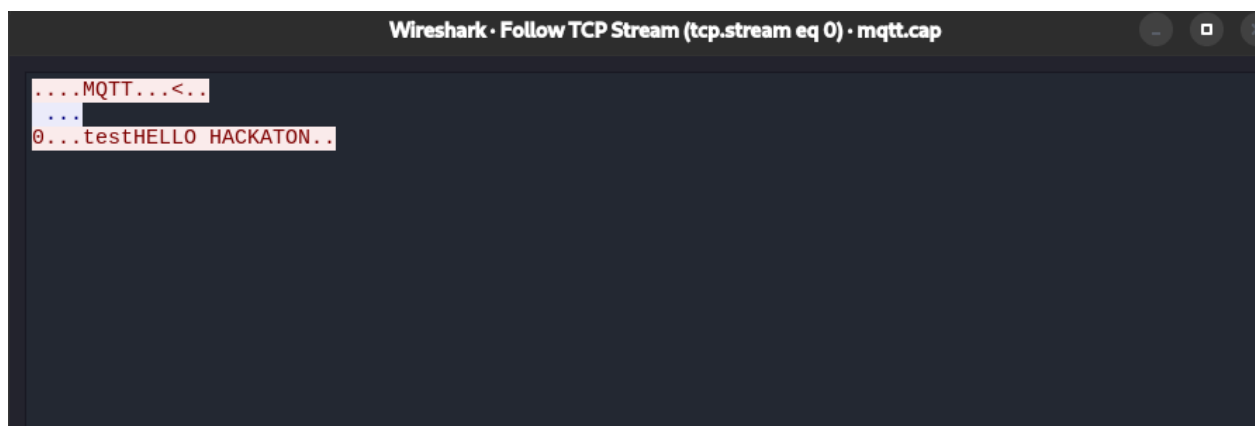 Wireshark · Follow TCP Stream (tcp.stream eq 0) · mqtt.cap
....MQTT...<..
 ...
0...testHELLO HACKATON..